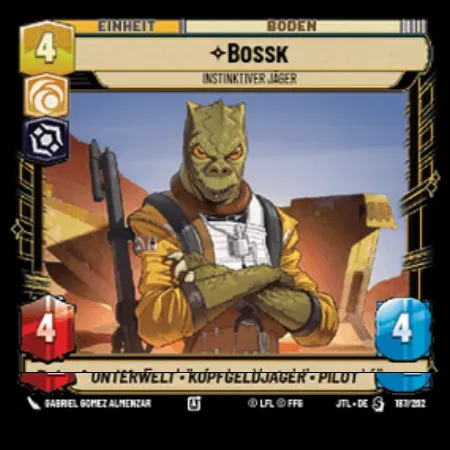 EINHEIT
BODEN
4
BOSSK
INSTINKTIVER JÄGER
4
4
UNTERWELT • KOPFGELDJÄGER • PILOT
GABRIEL GOMEZ ALMENZAR
Ⓒ LFL Ⓒ FFG
JTL • DE
187/262